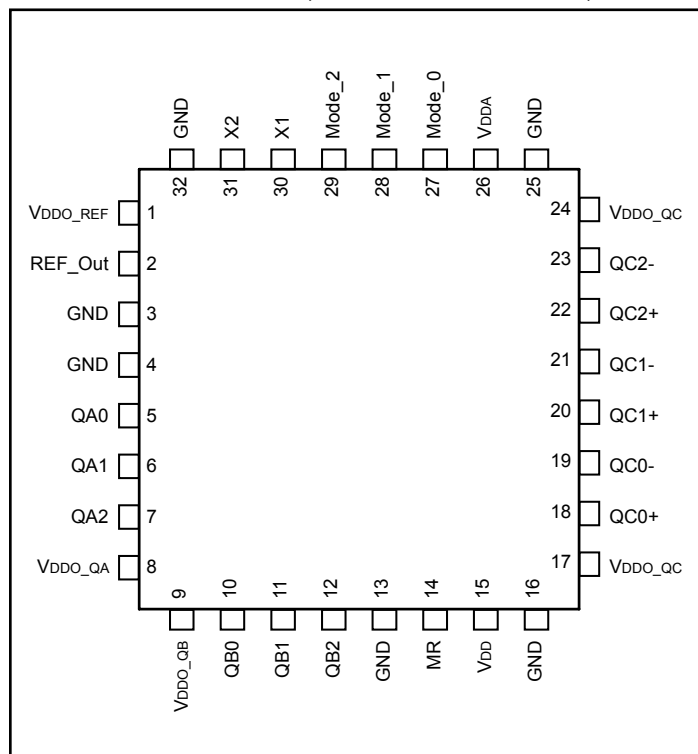 GND X2 X1 Mode_2 Mode_1 Mode_0 VDDA GND
32 31 30 29 28 27 26 25
VDDO_REF 1 24 VDDO_QC
REF_Out 2 23 QC2-
GND 3 22 QC2+
GND 4 21 QC1-
QA0 5 20 QC1+
QA1 6 19 QC0-
QA2 7 18 QC0+
VDDO_QA 8 17 VDDO_QC
9 10 11 12 13 14 15 16
VDDO_QB QB0 QB1 QB2 GND MR VDD GND